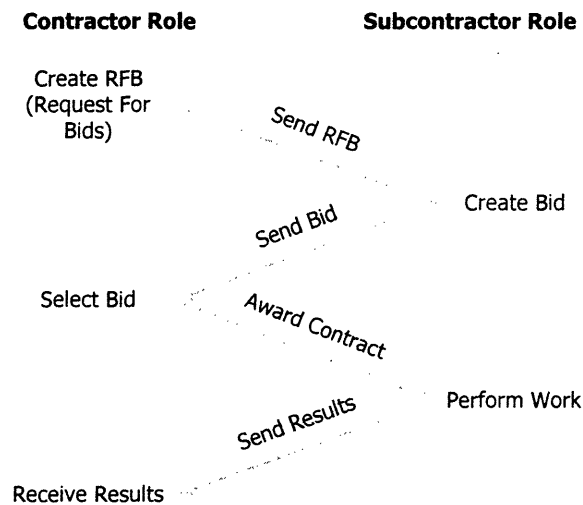 Contractor Role
Subcontractor Role
Create RFB
(Request For
Bids)
Send RFB
Create Bid
Send Bid
Select Bid
Award Contract
Perform Work
Send Results
Receive Results